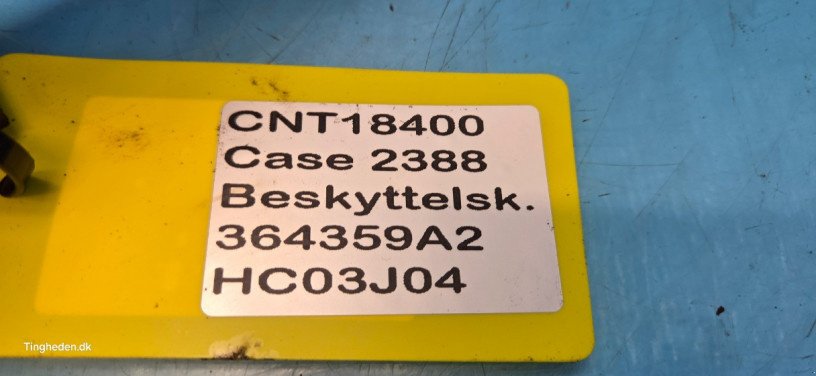 CNT18400
Case 2388
Beskyttelsk.
364359A2
HC03J04
Tingheden.dk